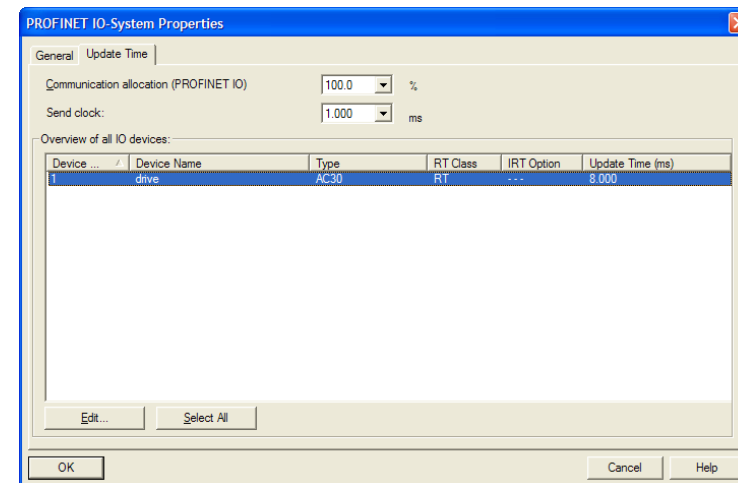 PROFINET IO-System Properties
General Update Time
Communication allocation (PROFINET IO) 100.0 %
Send clock: 1.000 ms
Overview of all IO devices:
Device ... Device Name Type RT Class IRT Option Update Time (ms)
1 drive AC30 RT --- 8.000
Edit... Select All
OK Cancel Help